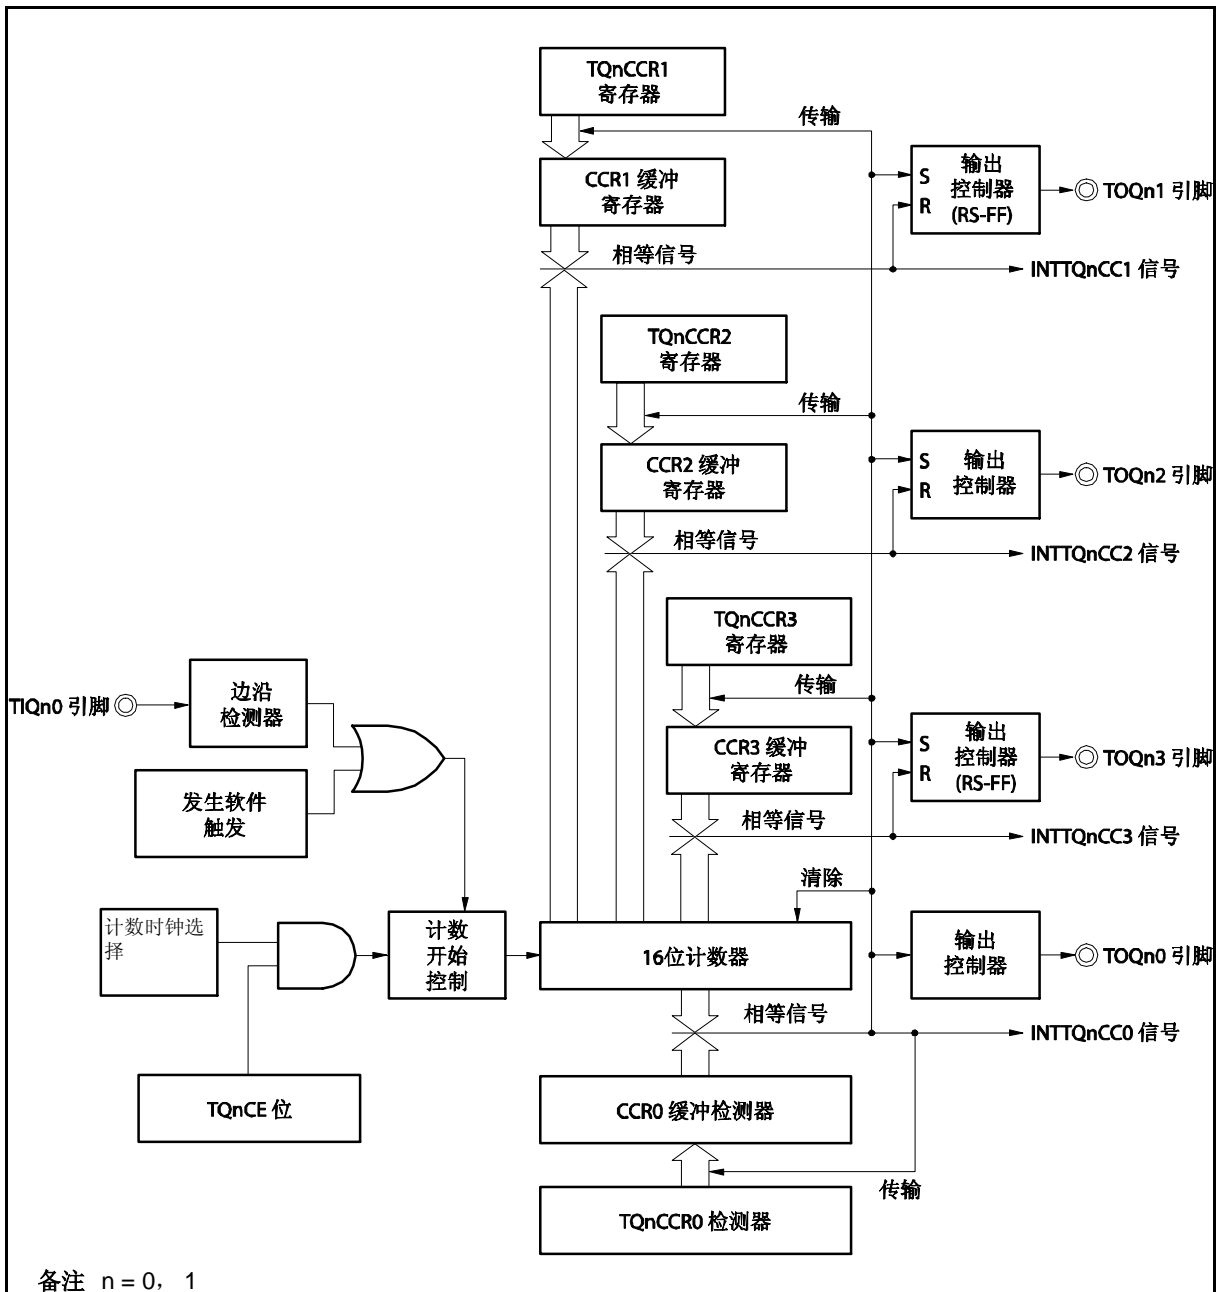 TQnCCR1
寄存器
传输
CCR1 缓冲
寄存器
S
R
输出
控制器
(RS-FF)
TOQn1 引脚
相等信号
INTTQnCC1 信号
TQnCCR2
寄存器
传输
CCR2 缓冲
寄存器
S
R
输出
控制器
TOQn2 引脚
相等信号
INTTQnCC2 信号
TQnCCR3
寄存器
传输
TIQn0 引脚
边沿
检测器
CCR3 缓冲
寄存器
S
R
输出
控制器
(RS-FF)
TOQn3 引脚
发生软件
触发
相等信号
INTTQnCC3 信号
清除
计数时钟选
择
计数
开始
控制
16位计数器
输出
控制器
TOQn0 引脚
相等信号
INTTQnCC0 信号
TQnCE 位
CCR0 缓冲检测器
传输
TQnCCR0 检测器
备注 n = 0， 1